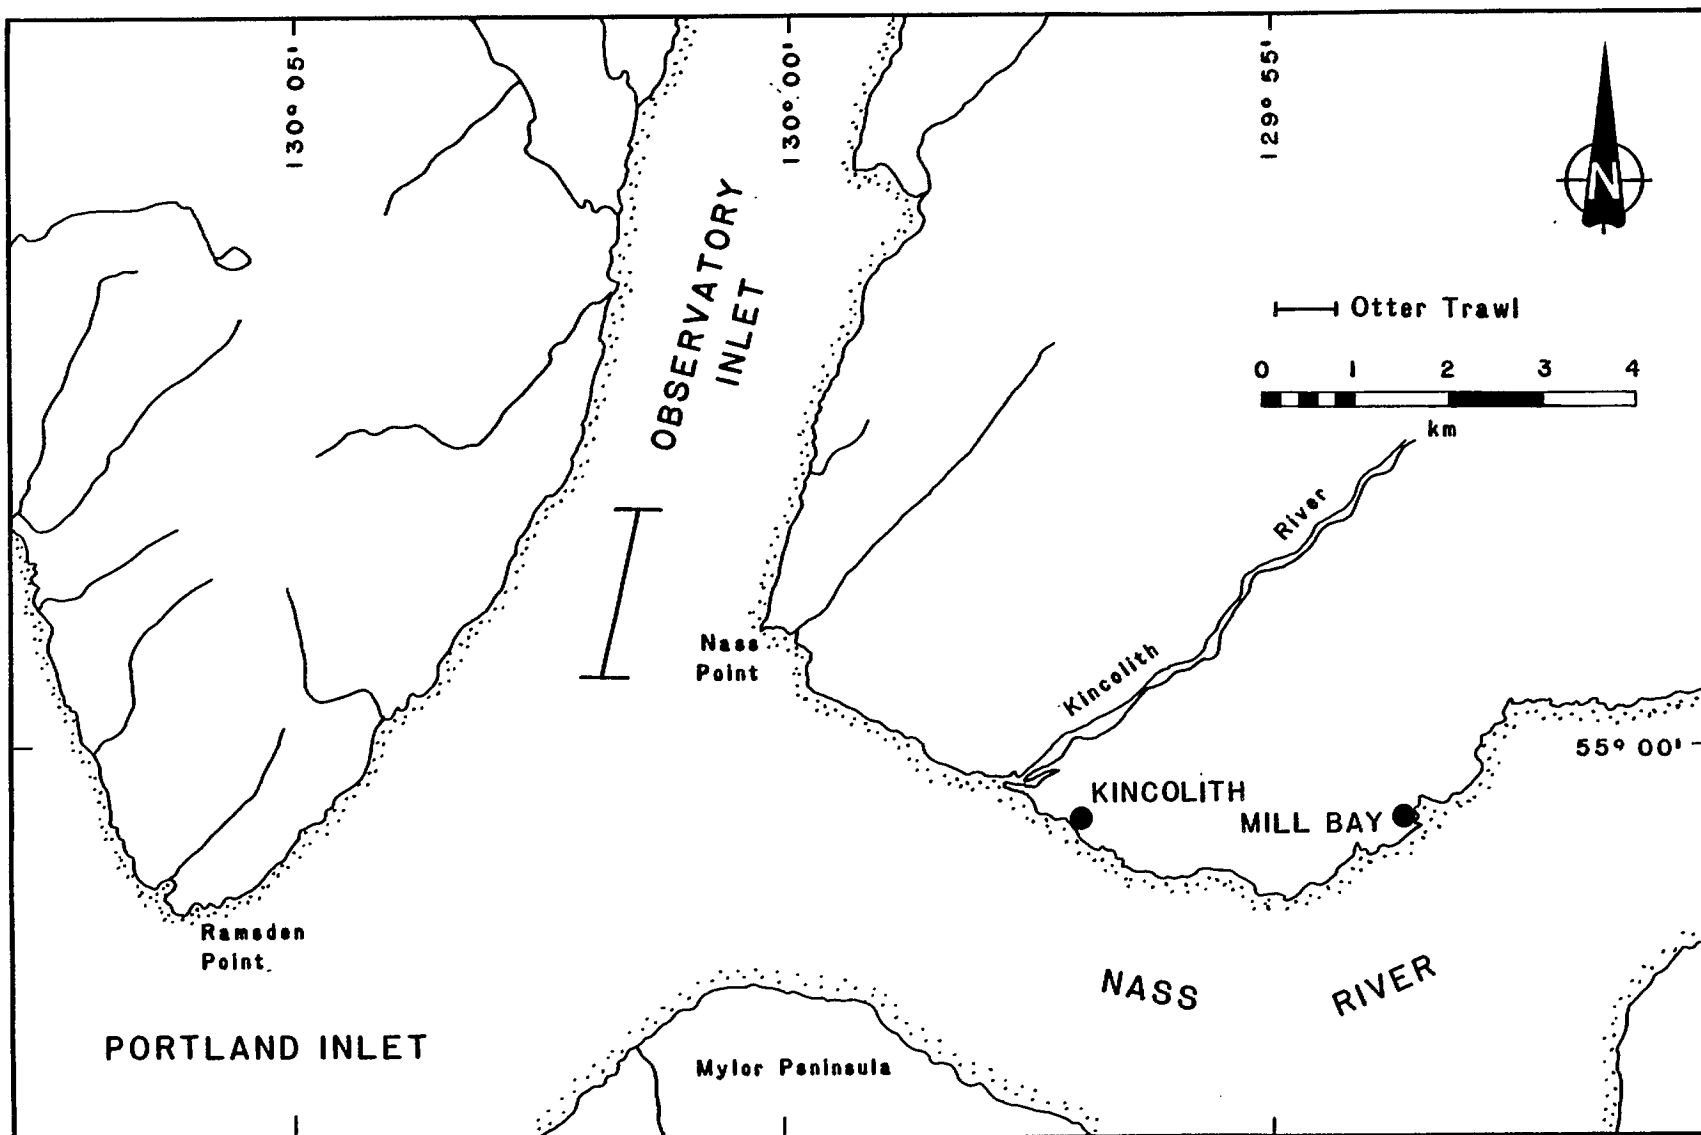 130° 05'
130° 00'
129° 55'
N
OBSERVATORY
INLET
Otter Trawl
0 1 2 3 4
km
River
Kincolith
Nass
Point
55° 00'
KINCOLITH
MILL BAY
Ramsden
Point
NASS RIVER
PORTLAND INLET
Mylor Peninsula